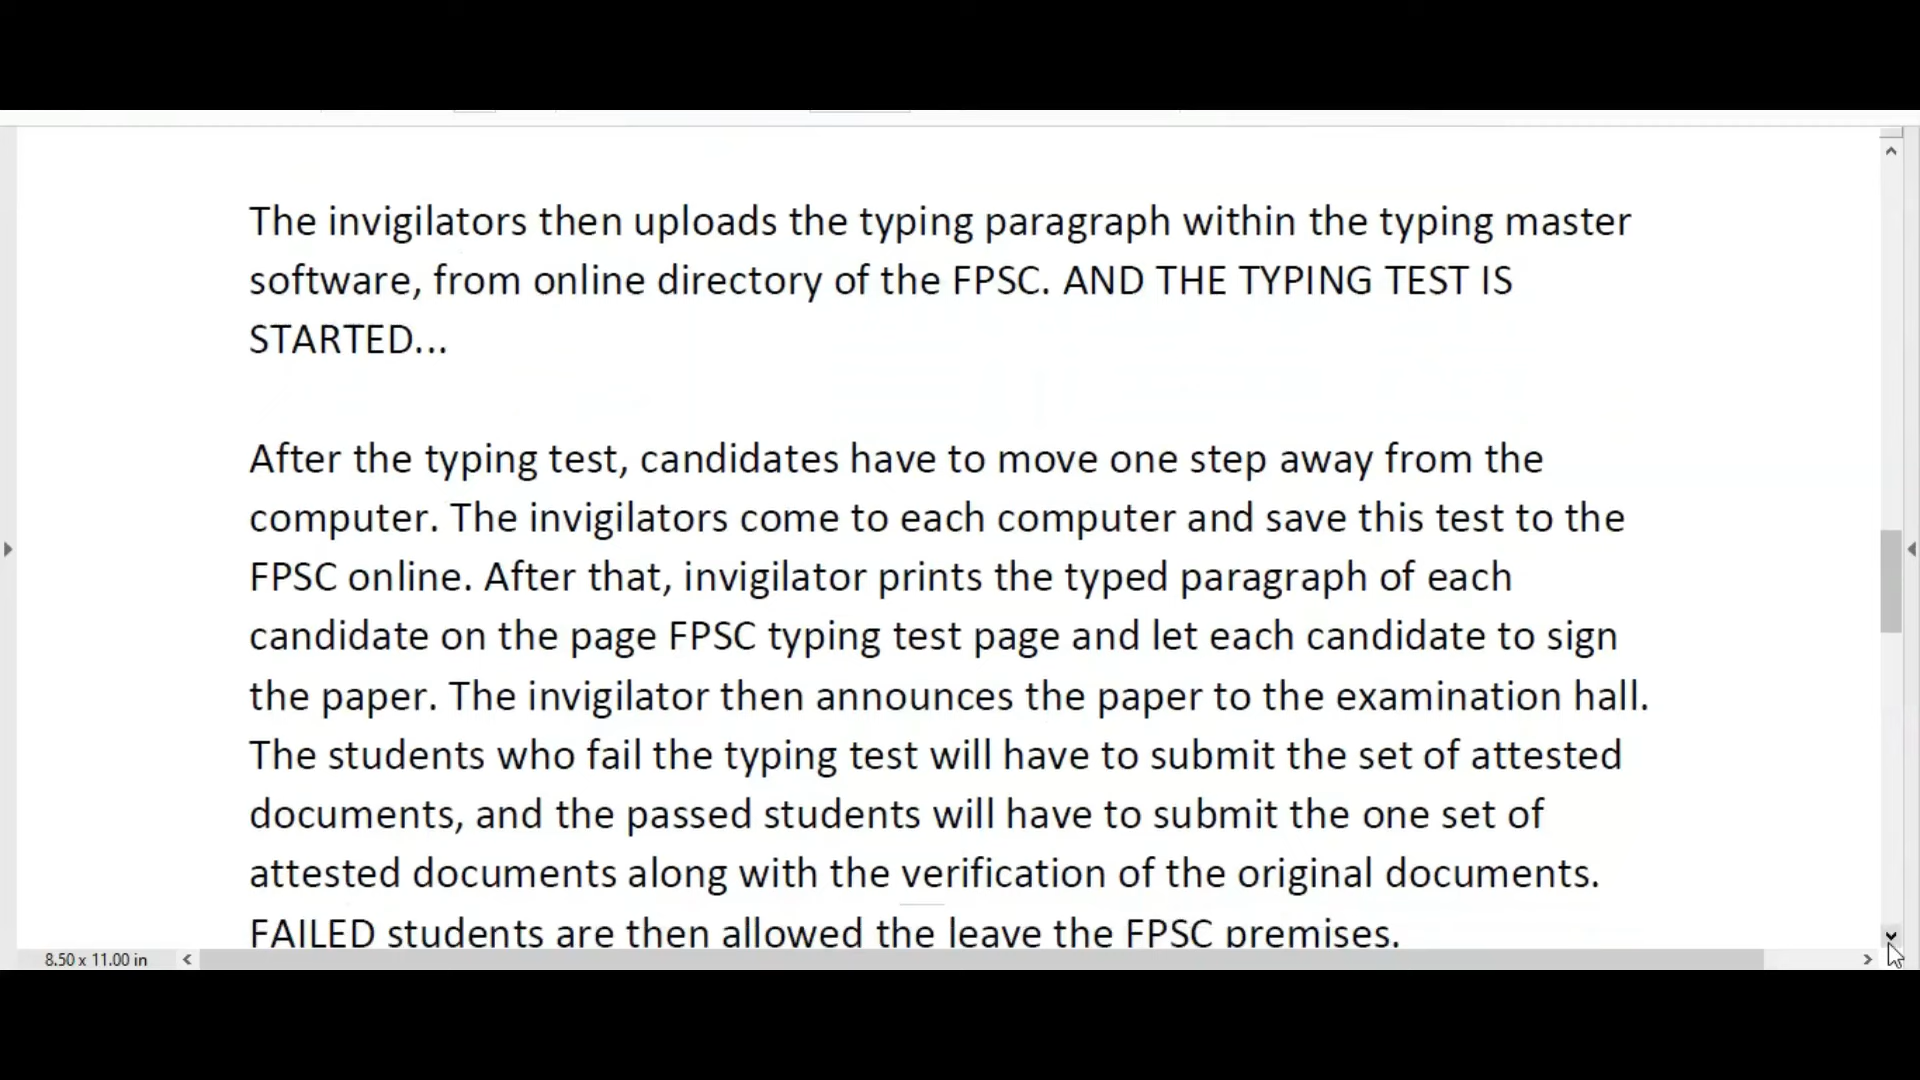 The invigilators then uploads the typing paragraph within the typing master
software, from online directory of the FPSC. AND THE TYPING TEST IS
STARTED...
After the typing test, candidates have to move one step away from the
computer. The invigilators come to each computer and save this test to the
FPSC online. After that, invigilator prints the typed paragraph of each
candidate on the page FPSC typing test page and let each candidate to sign
the paper. The invigilator then announces the paper to the examination hall.
The students who fail the typing test will have to submit the set of attested
documents, and the passed students will have to submit the one set of
attested documents along with the verification of the original documents.
FAILED students are then allowed the leave the FPSC premises.
8.50 x 11.00 in